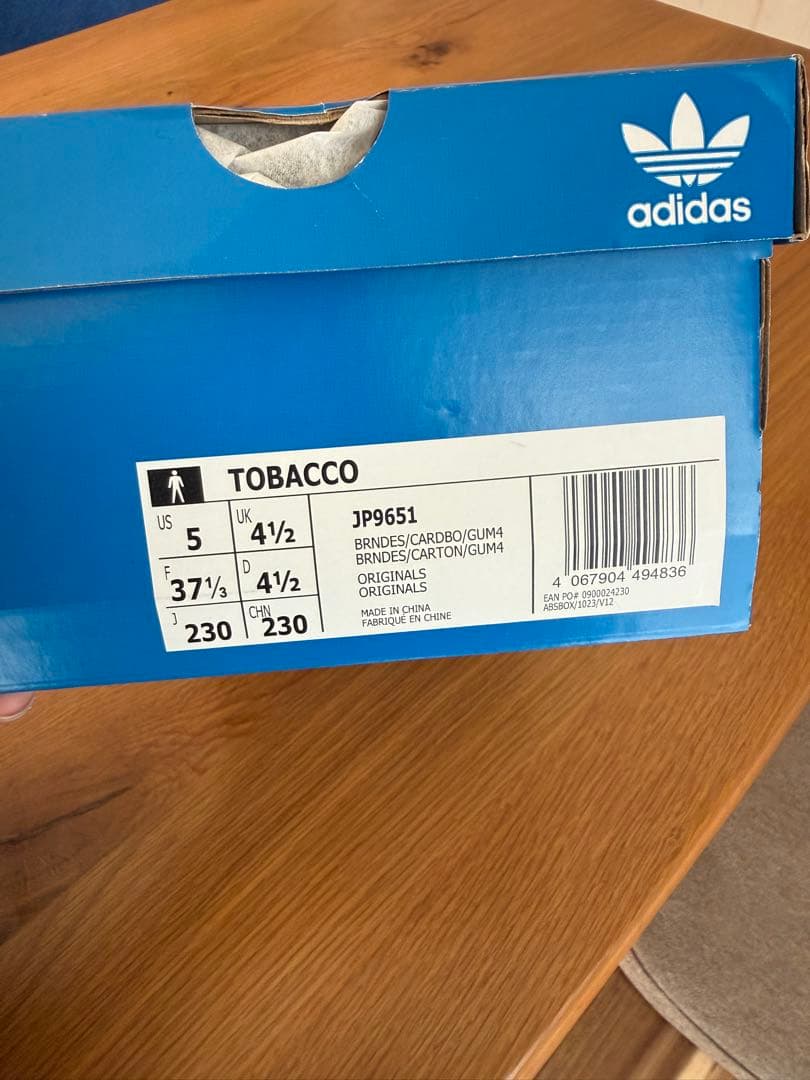 adidas
TOBACCO
US 5 UK 4½
F 37⅓ D 4½
J 230 CHN 230
JP9651
BRNDES/CARDBO/GUM4
BRNDES/CARTON/GUM4
ORIGINALS
ORIGINALS
MADE IN CHINA
FABRIQUÉ EN CHINE
4 067904 494836
EAN PO# 0900024230
ABSBOX/1023/V12